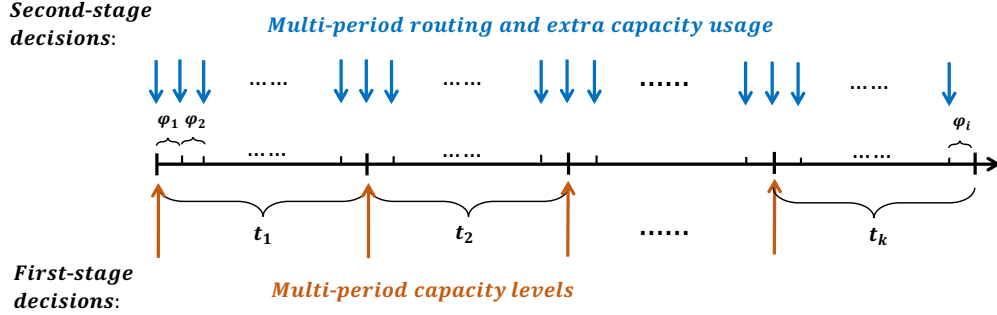 Second-stage
decisions:
Multi-period routing and extra capacity usage
…… …… …… ……
φ₁ φ₂ φᵢ
…… …… ……
t₁ t₂ …… tₖ
First-stage
decisions:
Multi-period capacity levels